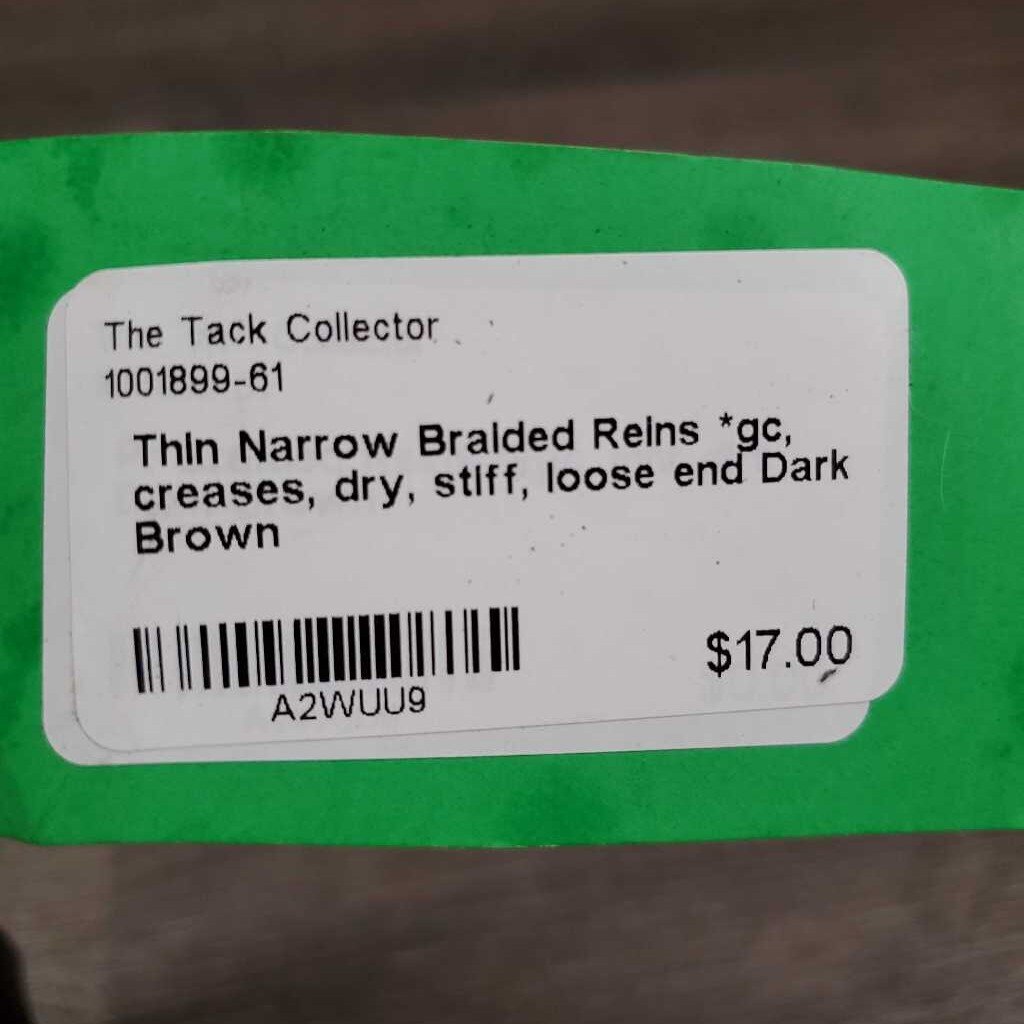 The Tack Collector
1001899-61
Thin Narrow Braided Reins *gc,
creases, dry, stiff, loose end Dark
Brown
A2WUU9
$17.00